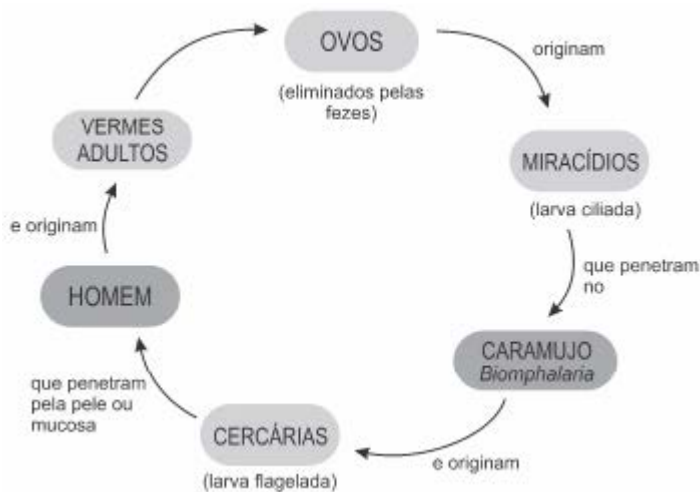 OVOS
(eliminados pelas
fezes)
originam
MIRACÍDIOS
(larva ciliada)
que penetram
no
CARAMUJO
Biomphalaria
e originam
CERCÁRIAS
(larva flagelada)
que penetram
pela pele ou
mucosa
HOMEM
e originam
VERMES
ADULTOS